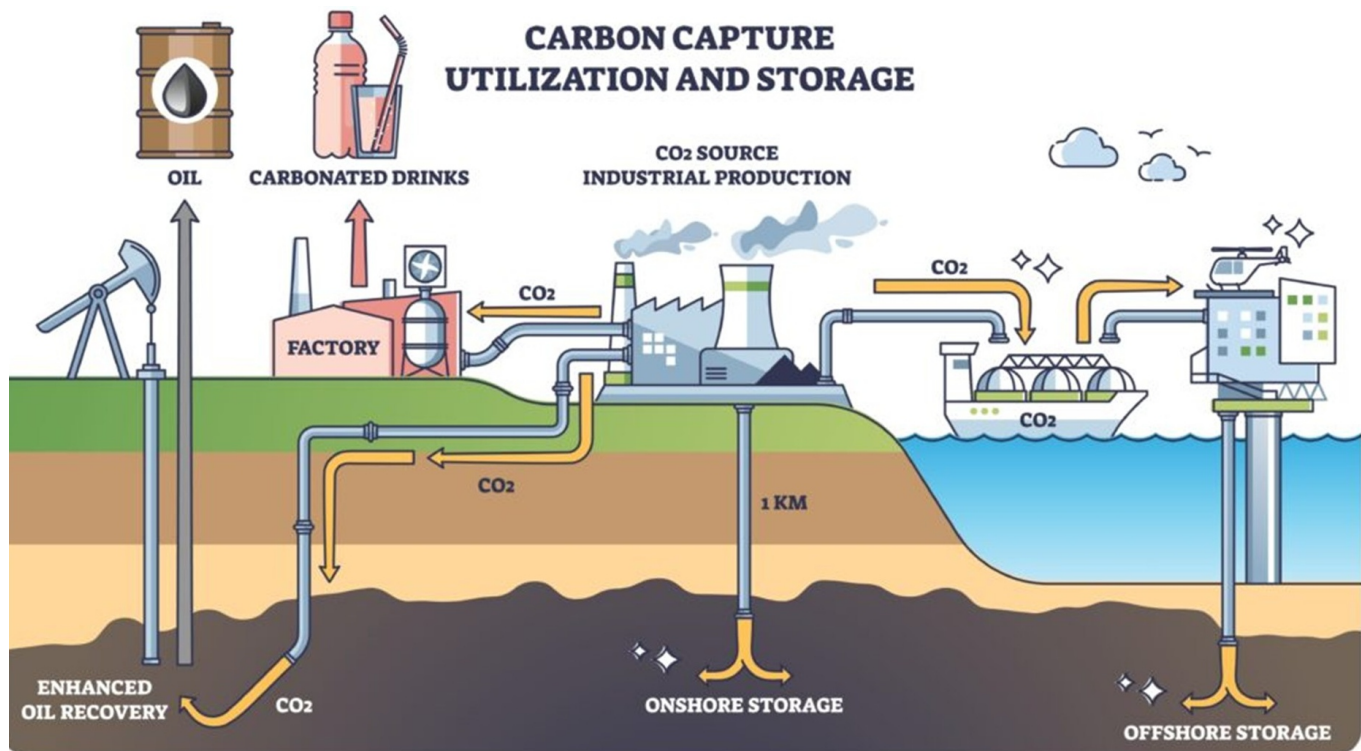 CARBON CAPTURE
UTILIZATION AND STORAGE
OIL
CARBONATED DRINKS
CO2 SOURCE
INDUSTRIAL PRODUCTION
CO2
CO2
FACTORY
CO2
CO2
1 KM
ENHANCED
OIL RECOVERY
CO2
ONSHORE STORAGE
OFFSHORE STORAGE